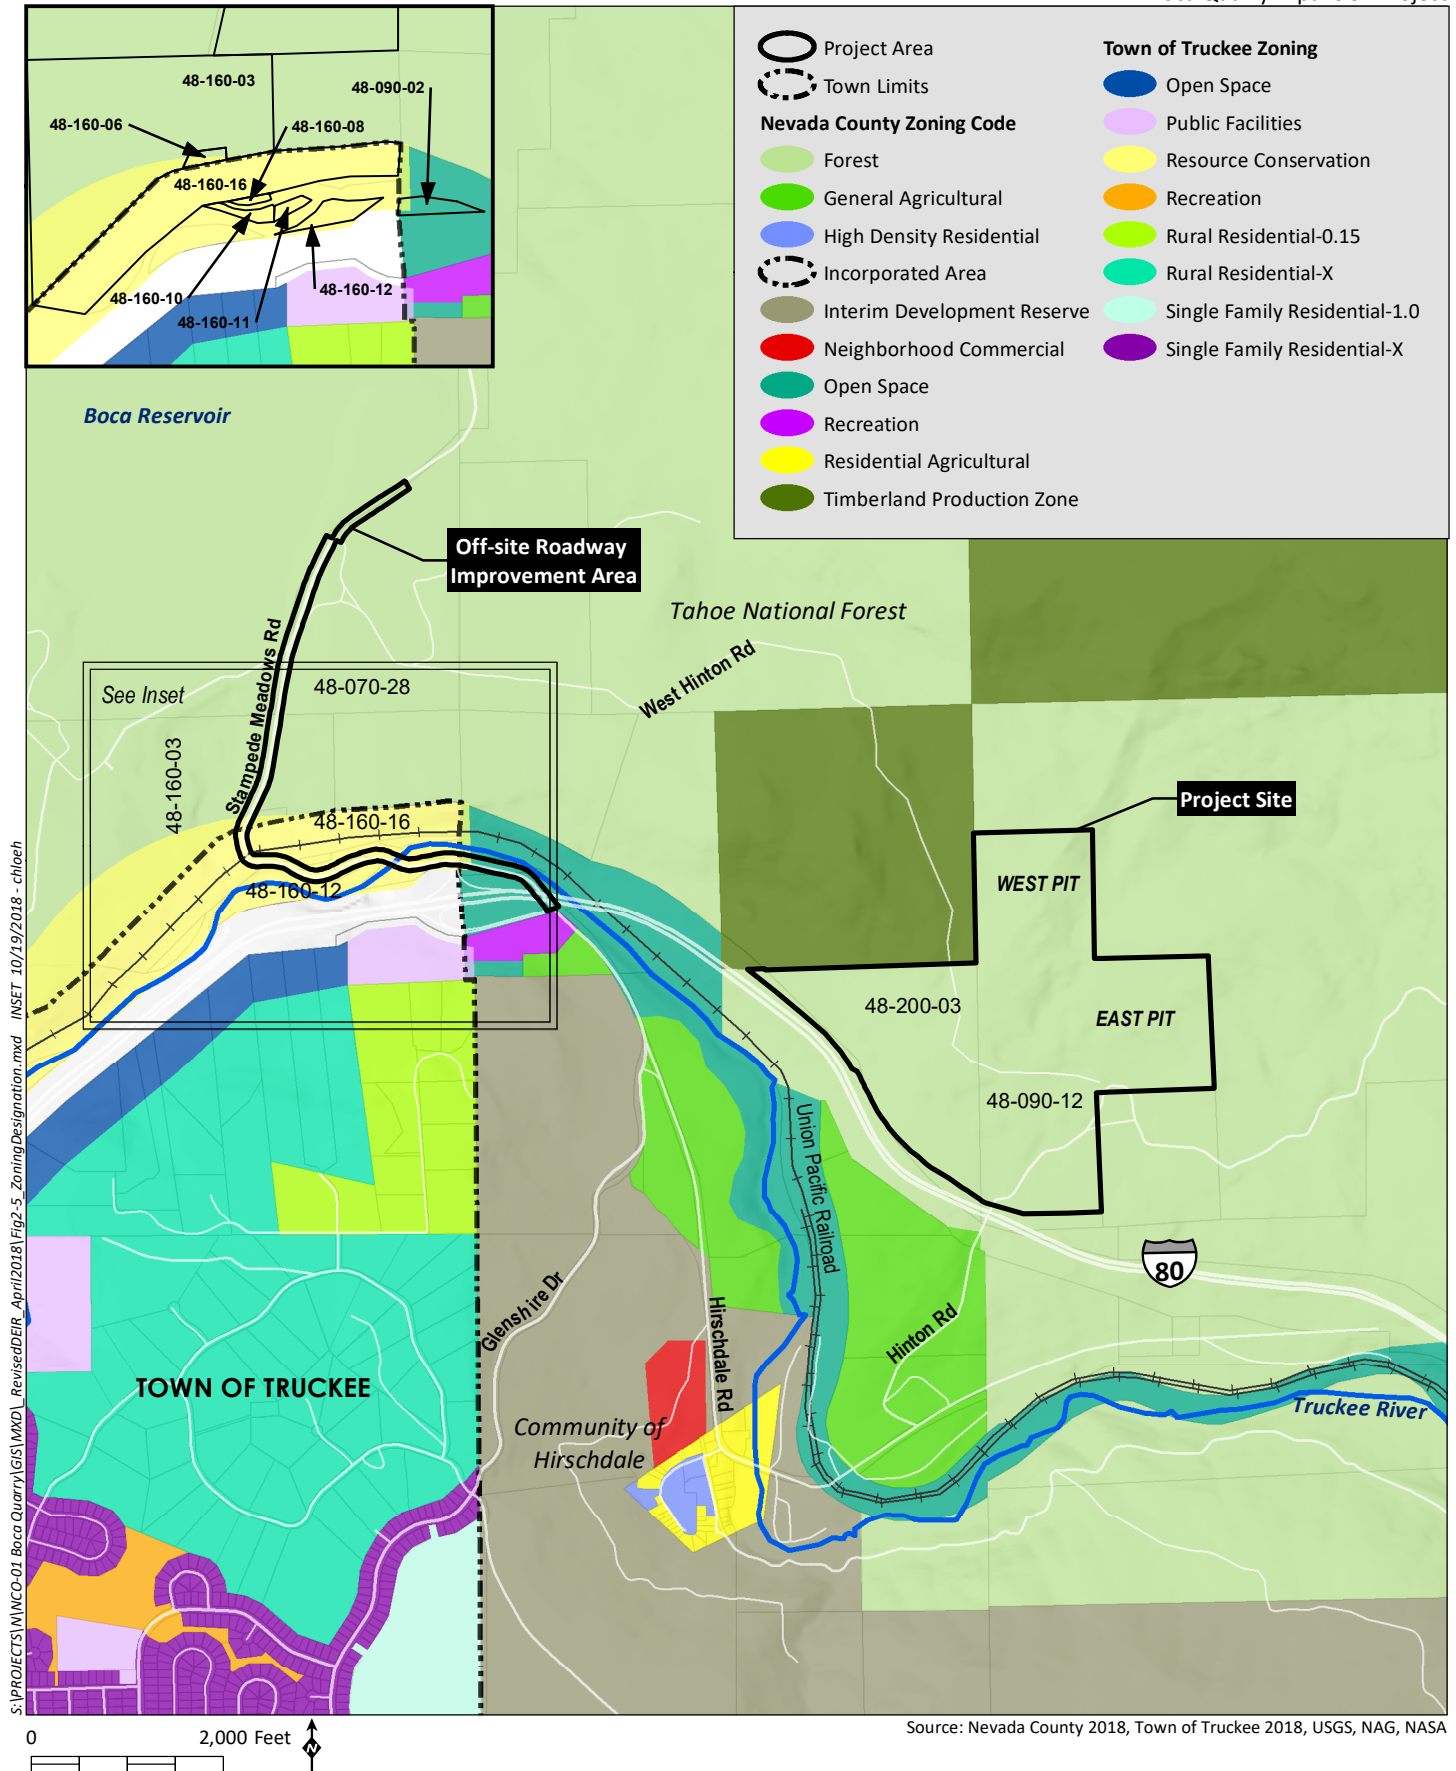 48-160-03
48-090-02
48-160-06
48-160-08
48-160-16
48-160-10
48-160-12
48-160-11
Project Area
Town Limits
Nevada County Zoning Code
Forest
General Agricultural
High Density Residential
Incorporated Area
Interim Development Reserve
Neighborhood Commercial
Open Space
Recreation
Residential Agricultural
Timberland Production Zone
Town of Truckee Zoning
Open Space
Public Facilities
Resource Conservation
Recreation
Rural Residential-0.15
Rural Residential-X
Single Family Residential-1.0
Single Family Residential-X
Boca Reservoir
Off-site Roadway
Improvement Area
Tahoe National Forest
West Hinton Rd
Stampede Meadows Rd
See Inset
48-070-28
48-160-03
48-160-16
48-160-12
Project Site
WEST PIT
EAST PIT
48-200-03
48-090-12
Union Pacific Railroad
80
Glenshire Dr
Hirschdale Rd
Hinton Rd
TOWN OF TRUCKEE
Community of
Hirschdale
Truckee River
S:\PROJECTS\N\NCO-01 Boca Quarry\GIS\MXD\_RevisedDEIR_April2018\Fig2-5_ZoningDesignation.mxd INSET 10/19/2018 - chloeh
0
2,000 Feet
N
Source: Nevada County 2018, Town of Truckee 2018, USGS, NAG, NASA